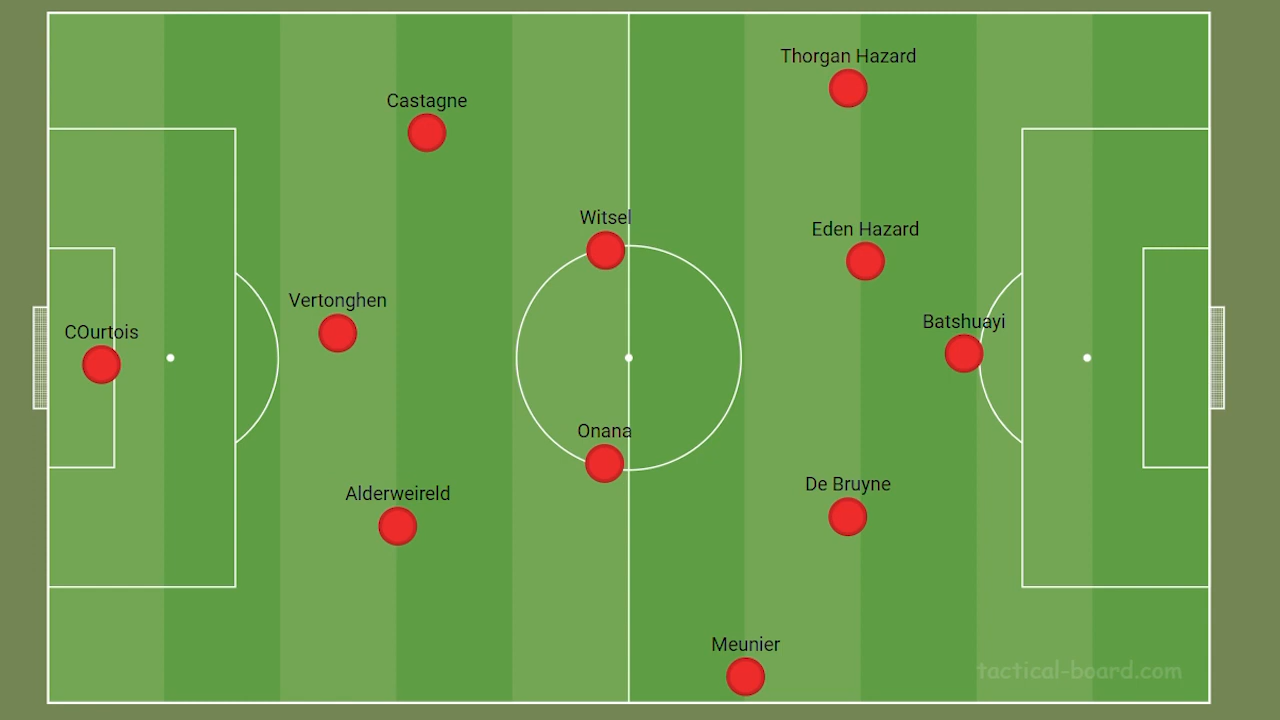 Thorgan Hazard
Castagne
Witsel
Eden Hazard
Vertonghen
Batshuayi
COurtois
Onana
De Bruyne
Alderweireld
Meunier
tactical-board.com